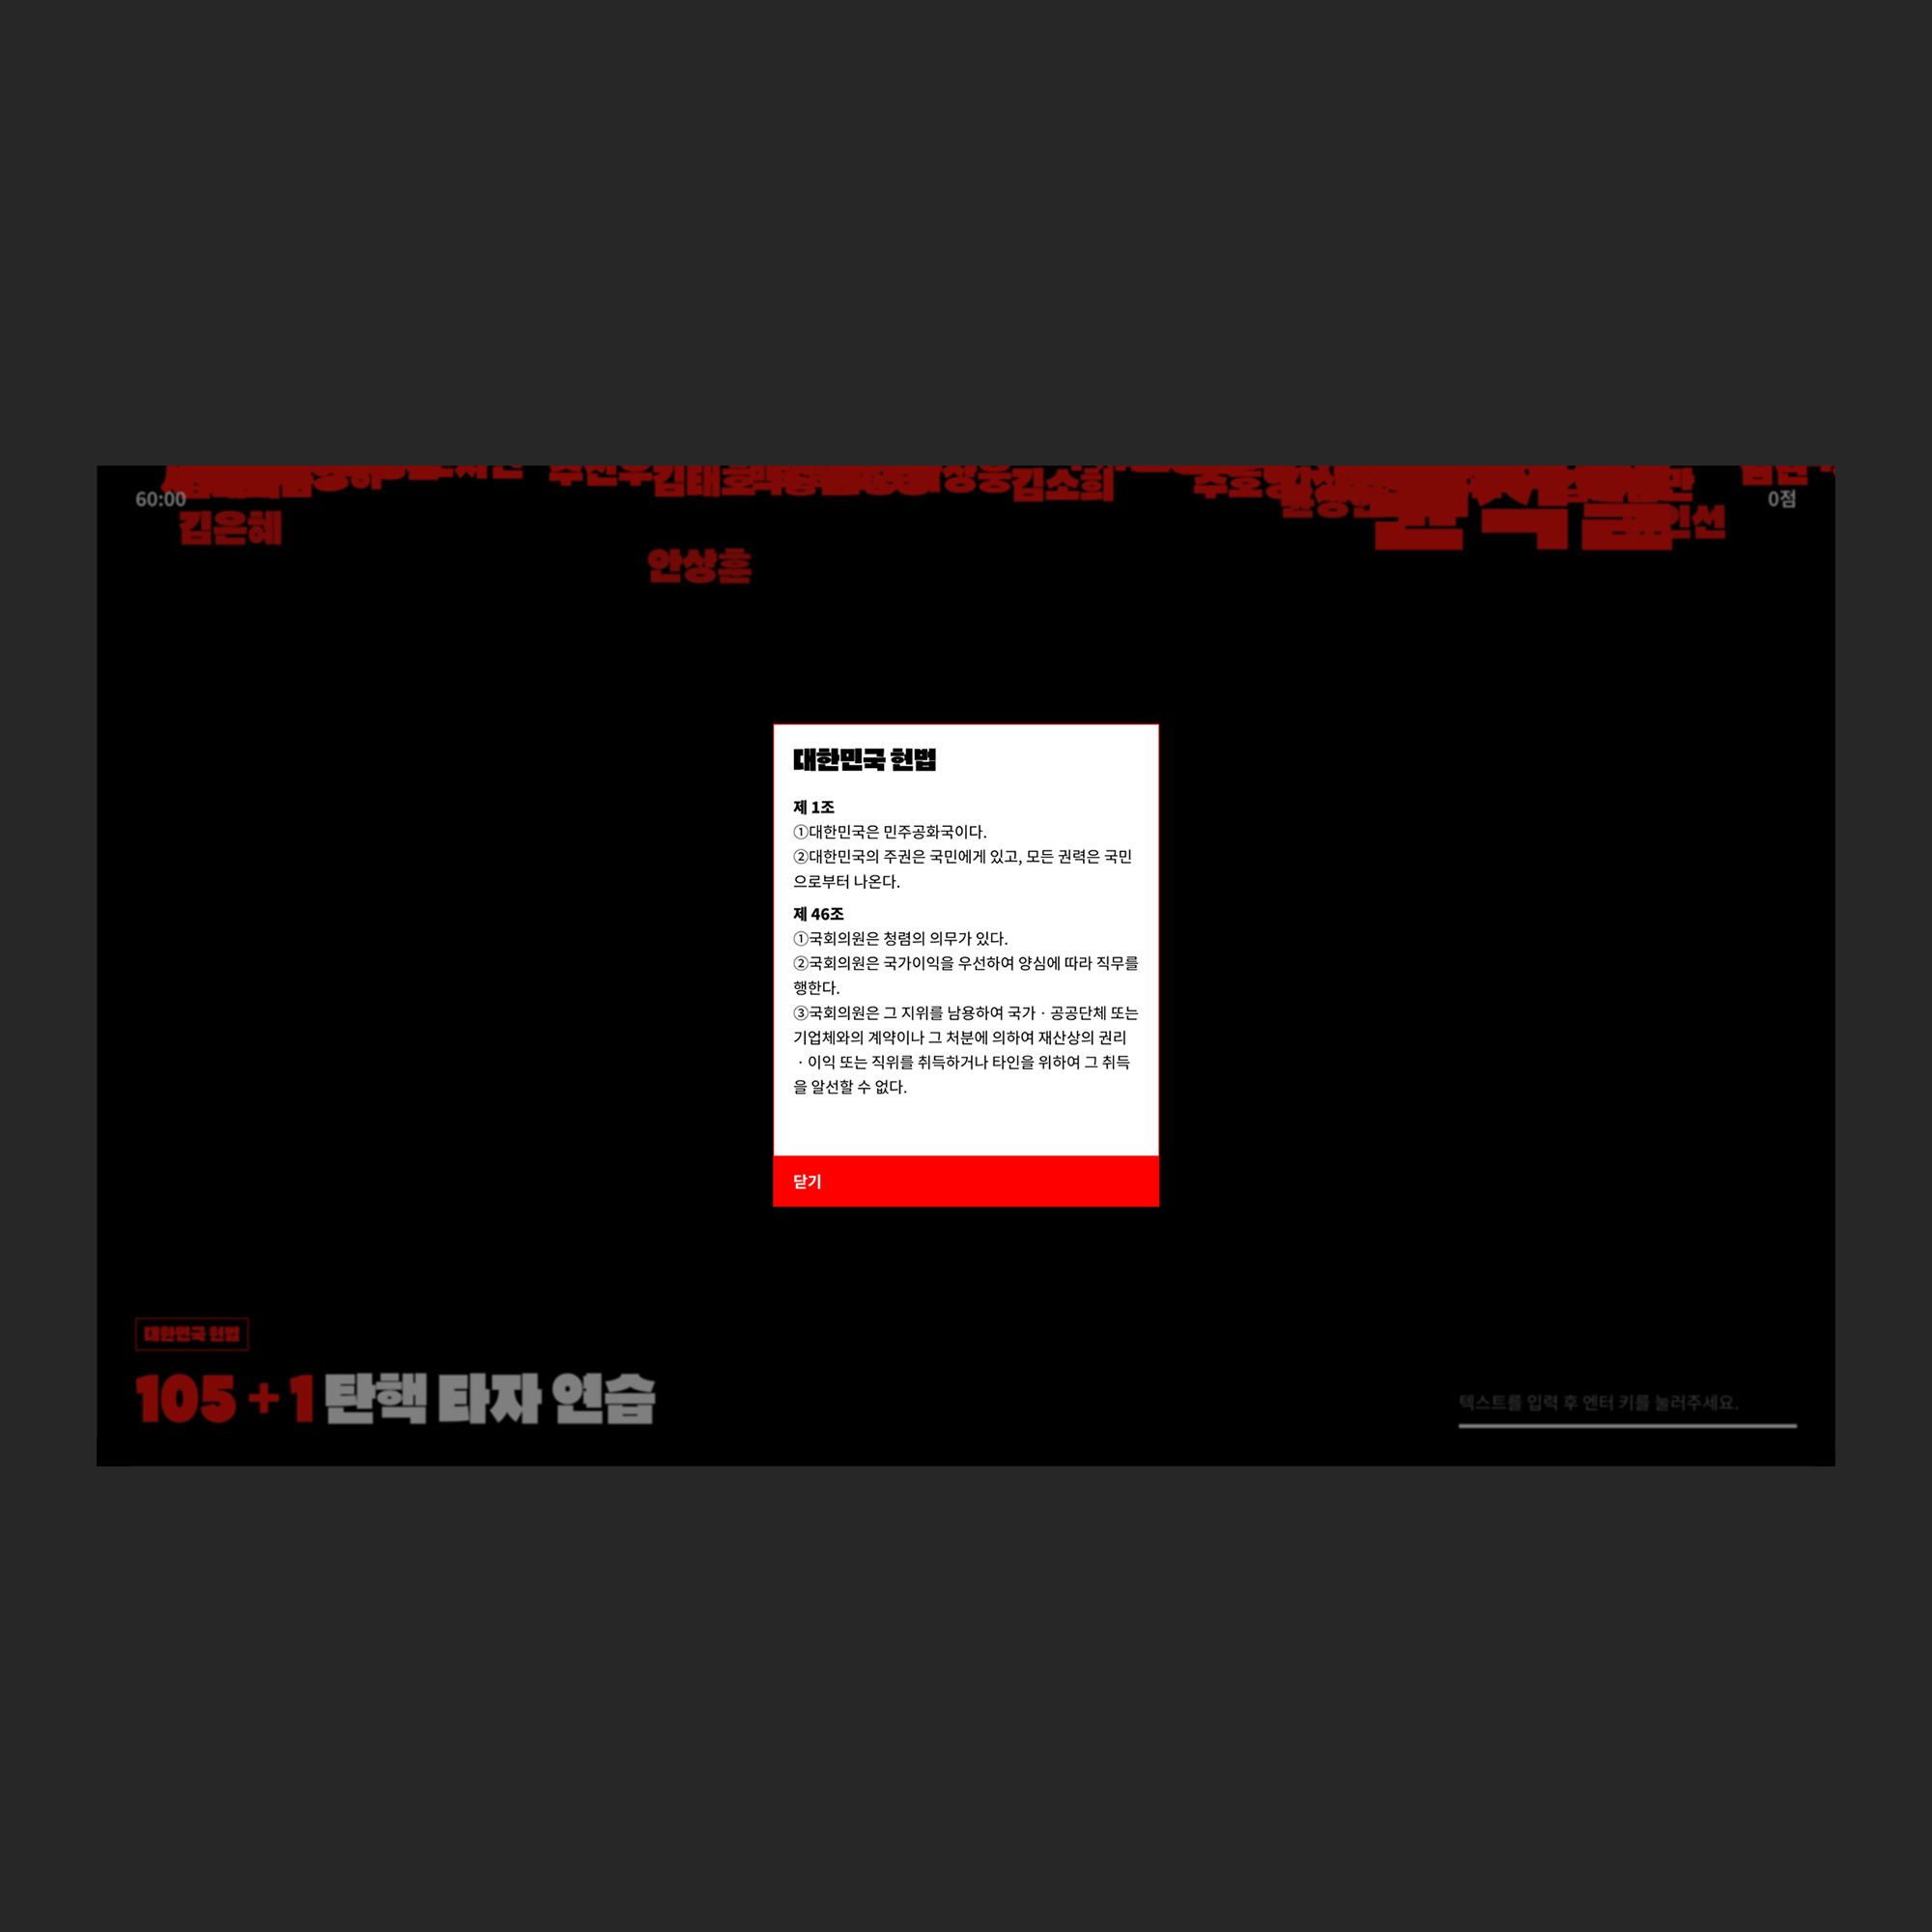 60:00
0점
김은혜
김태호
김소희
안상훈
대한민국 헌법
제 1조
①대한민국은 민주공화국이다.
②대한민국의 주권은 국민에게 있고, 모든 권력은 국민
으로부터 나온다.
제 46조
①국회의원은 청렴의 의무가 있다.
②국회의원은 국가이익을 우선하여 양심에 따라 직무를
행한다.
③국회의원은 그 지위를 남용하여 국가 · 공공단체 또는
기업체와의 계약이나 그 처분에 의하여 재산상의 권리
· 이익 또는 직위를 취득하거나 타인을 위하여 그 취득
을 알선할 수 없다.
닫기
대한민국 헌법
105 + 1 탄핵 타자 연습
텍스트를 입력 후 엔터 키를 눌러주세요.